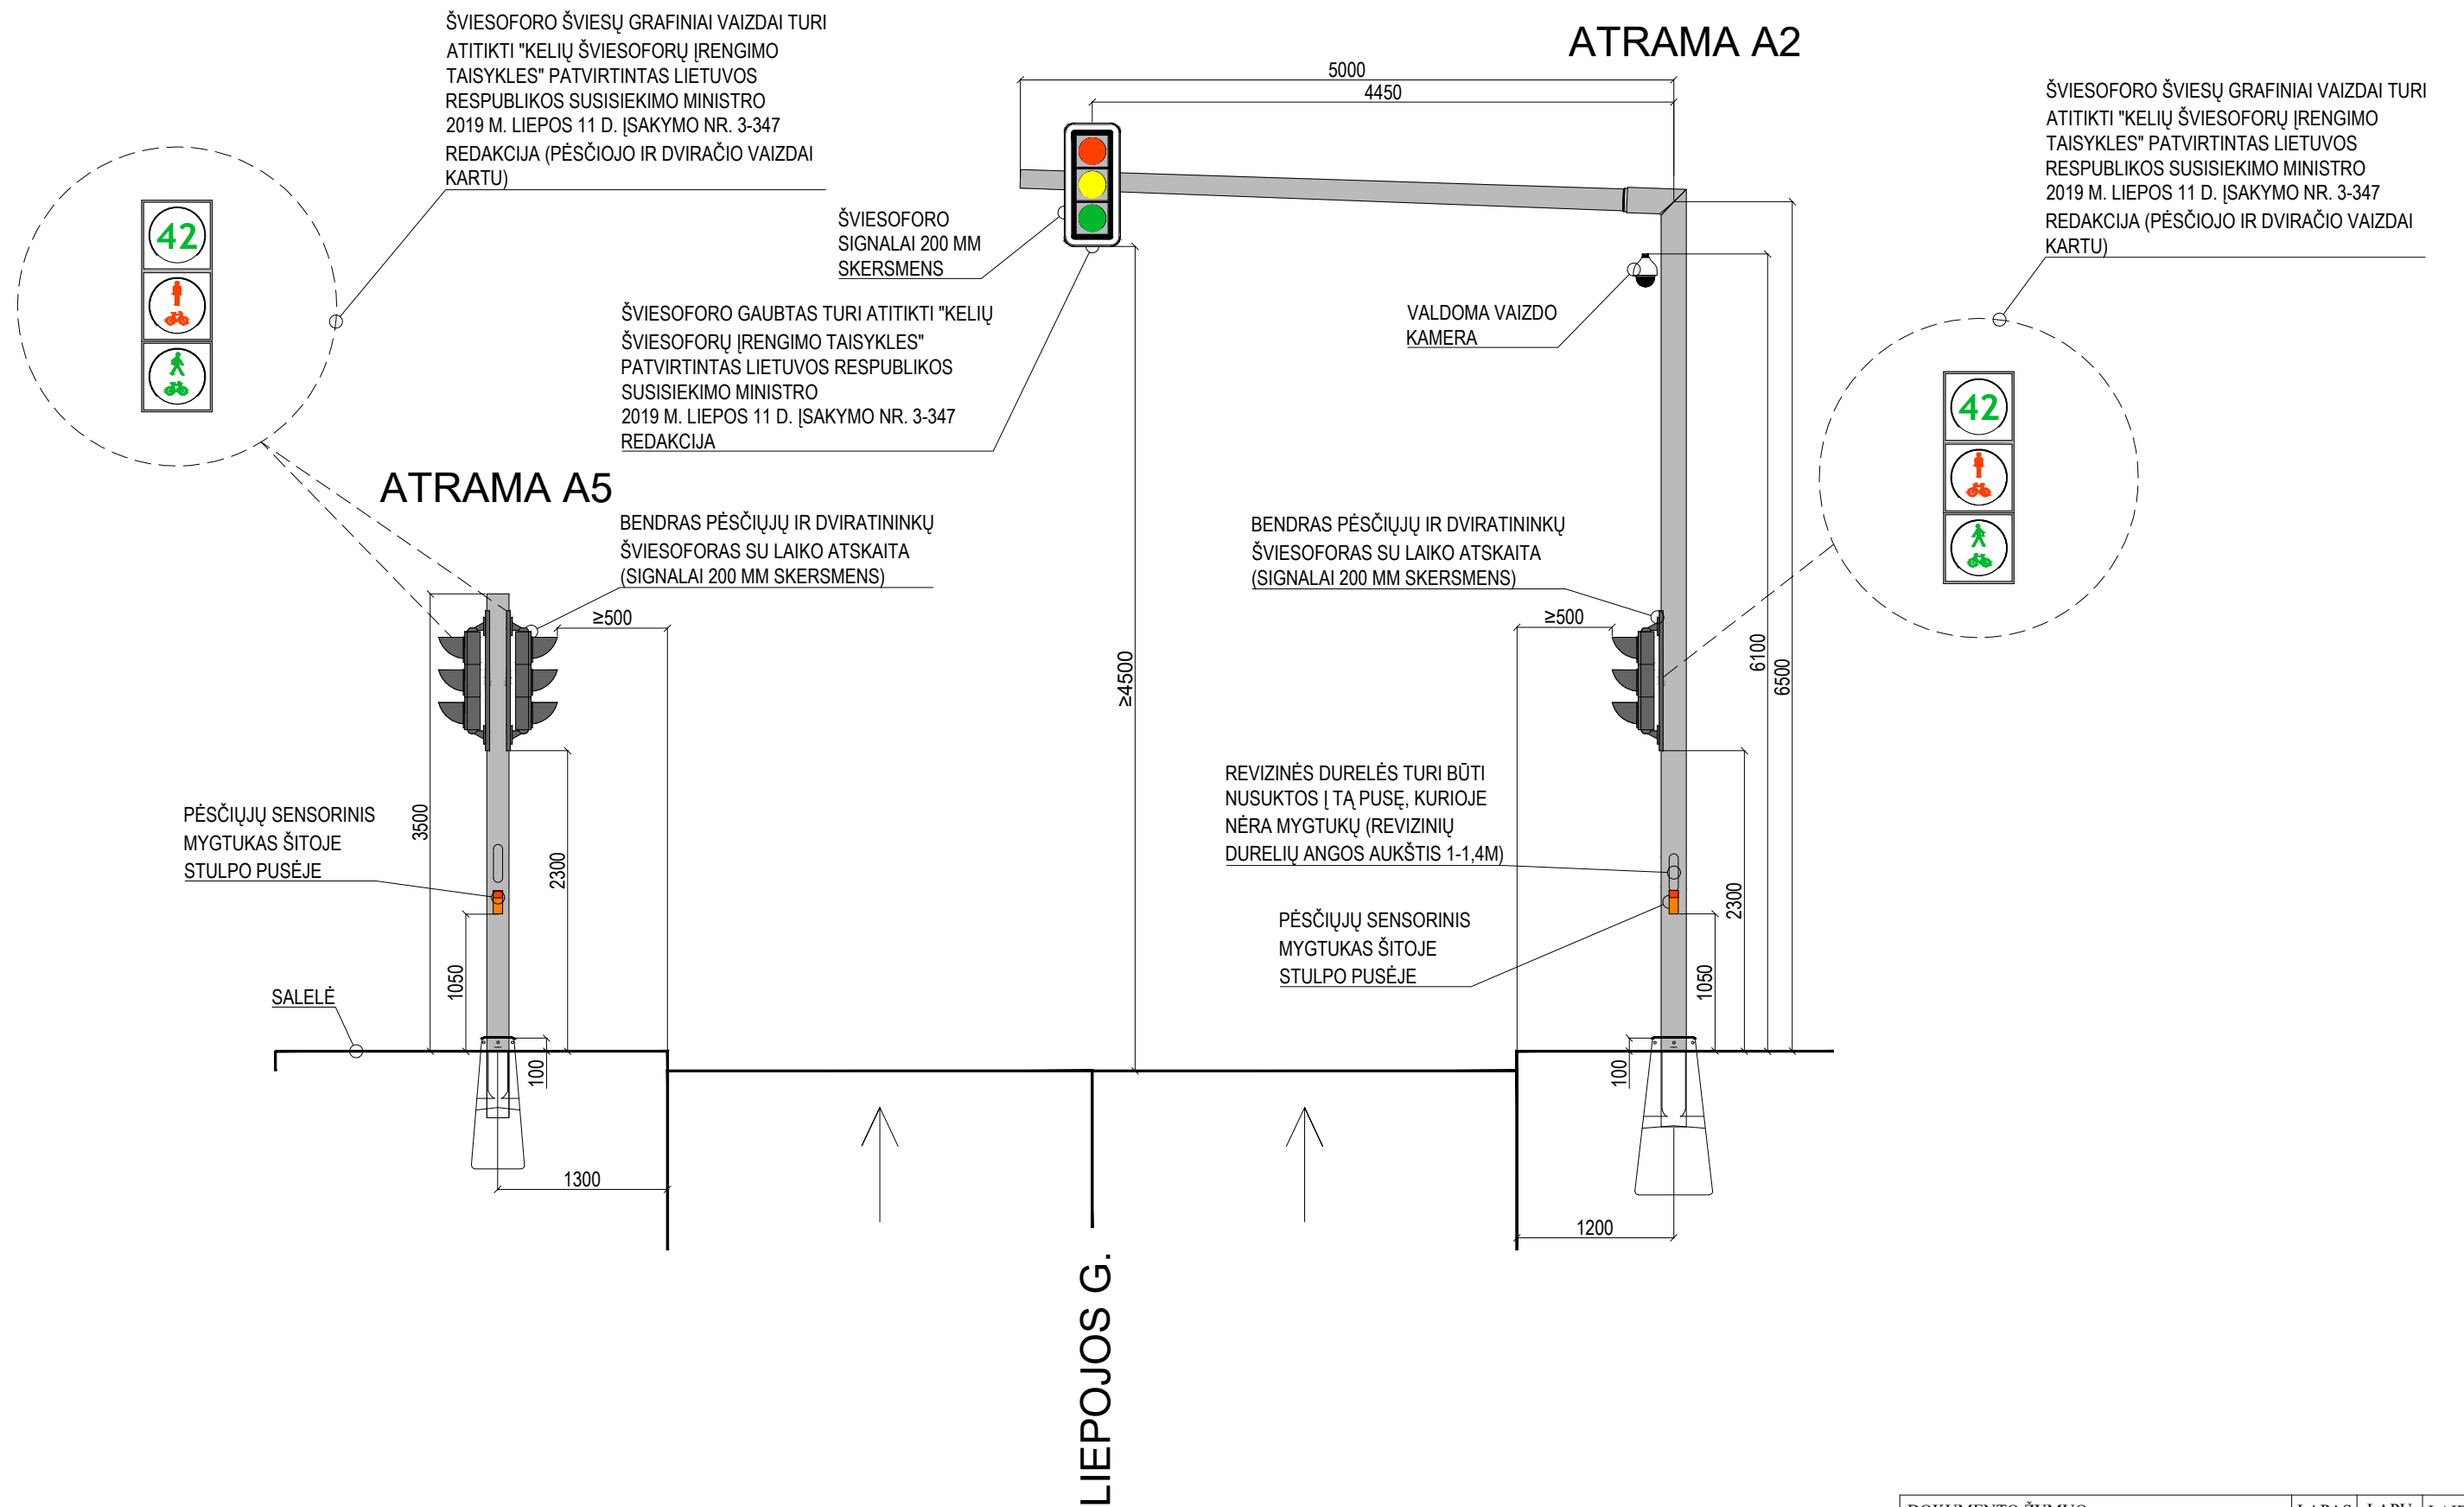 ŠVIESOFORO ŠVIESŲ GRAFINIAI VAIZDAI TURI
ATITIKTI "KELIŲ ŠVIESOFORŲ ĮRENGIMO
TAISYKLES" PATVIRTINTAS LIETUVOS
RESPUBLIKOS SUSISIEKIMO MINISTRO
2019 M. LIEPOS 11 D. ĮSAKYMO NR. 3-347
REDAKCIJA (PĖSČIOJO IR DVIRAČIO VAIZDAI
KARTU)
ATRAMA A2
5000
4450
ŠVIESOFORO ŠVIESŲ GRAFINIAI VAIZDAI TURI
ATITIKTI "KELIŲ ŠVIESOFORŲ ĮRENGIMO
TAISYKLES" PATVIRTINTAS LIETUVOS
RESPUBLIKOS SUSISIEKIMO MINISTRO
2019 M. LIEPOS 11 D. ĮSAKYMO NR. 3-347
REDAKCIJA (PĖSČIOJO IR DVIRAČIO VAIZDAI
KARTU)
42
ŠVIESOFORO
SIGNALAI 200 MM
SKERSMENS
ŠVIESOFORO GAUBTAS TURI ATITIKTI "KELIŲ
ŠVIESOFORŲ ĮRENGIMO TAISYKLES"
PATVIRTINTAS LIETUVOS RESPUBLIKOS
SUSISIEKIMO MINISTRO
2019 M. LIEPOS 11 D. ĮSAKYMO NR. 3-347
REDAKCIJA
VALDOMA VAIZDO
KAMERA
42
ATRAMA A5
BENDRAS PĖSČIŲJŲ IR DVIRATININKŲ
ŠVIESOFORAS SU LAIKO ATSKAITA
(SIGNALAI 200 MM SKERSMENS)
BENDRAS PĖSČIŲJŲ IR DVIRATININKŲ
ŠVIESOFORAS SU LAIKO ATSKAITA
(SIGNALAI 200 MM SKERSMENS)
≥500
≥500
≥4500
6100
6500
PĖSČIŲJŲ SENSORINIS
MYGTUKAS ŠITOJE
STULPO PUSĖJE
3500
2300
REVIZINĖS DURELĖS TURI BŪTI
NUSUKTOS Į TĄ PUSĘ, KURIOJE
NĖRA MYGTUKŲ (REVIZINIŲ
DURELIŲ ANGOS AUKŠTIS 1-1,4M)
2300
PĖSČIŲJŲ SENSORINIS
MYGTUKAS ŠITOJE
STULPO PUSĖJE
1050
1050
SALELĖ
100
100
1300
1200
LIEPOJOS G.
DOKUMENTO ŽYMUO
LAPAS
LAPŲ